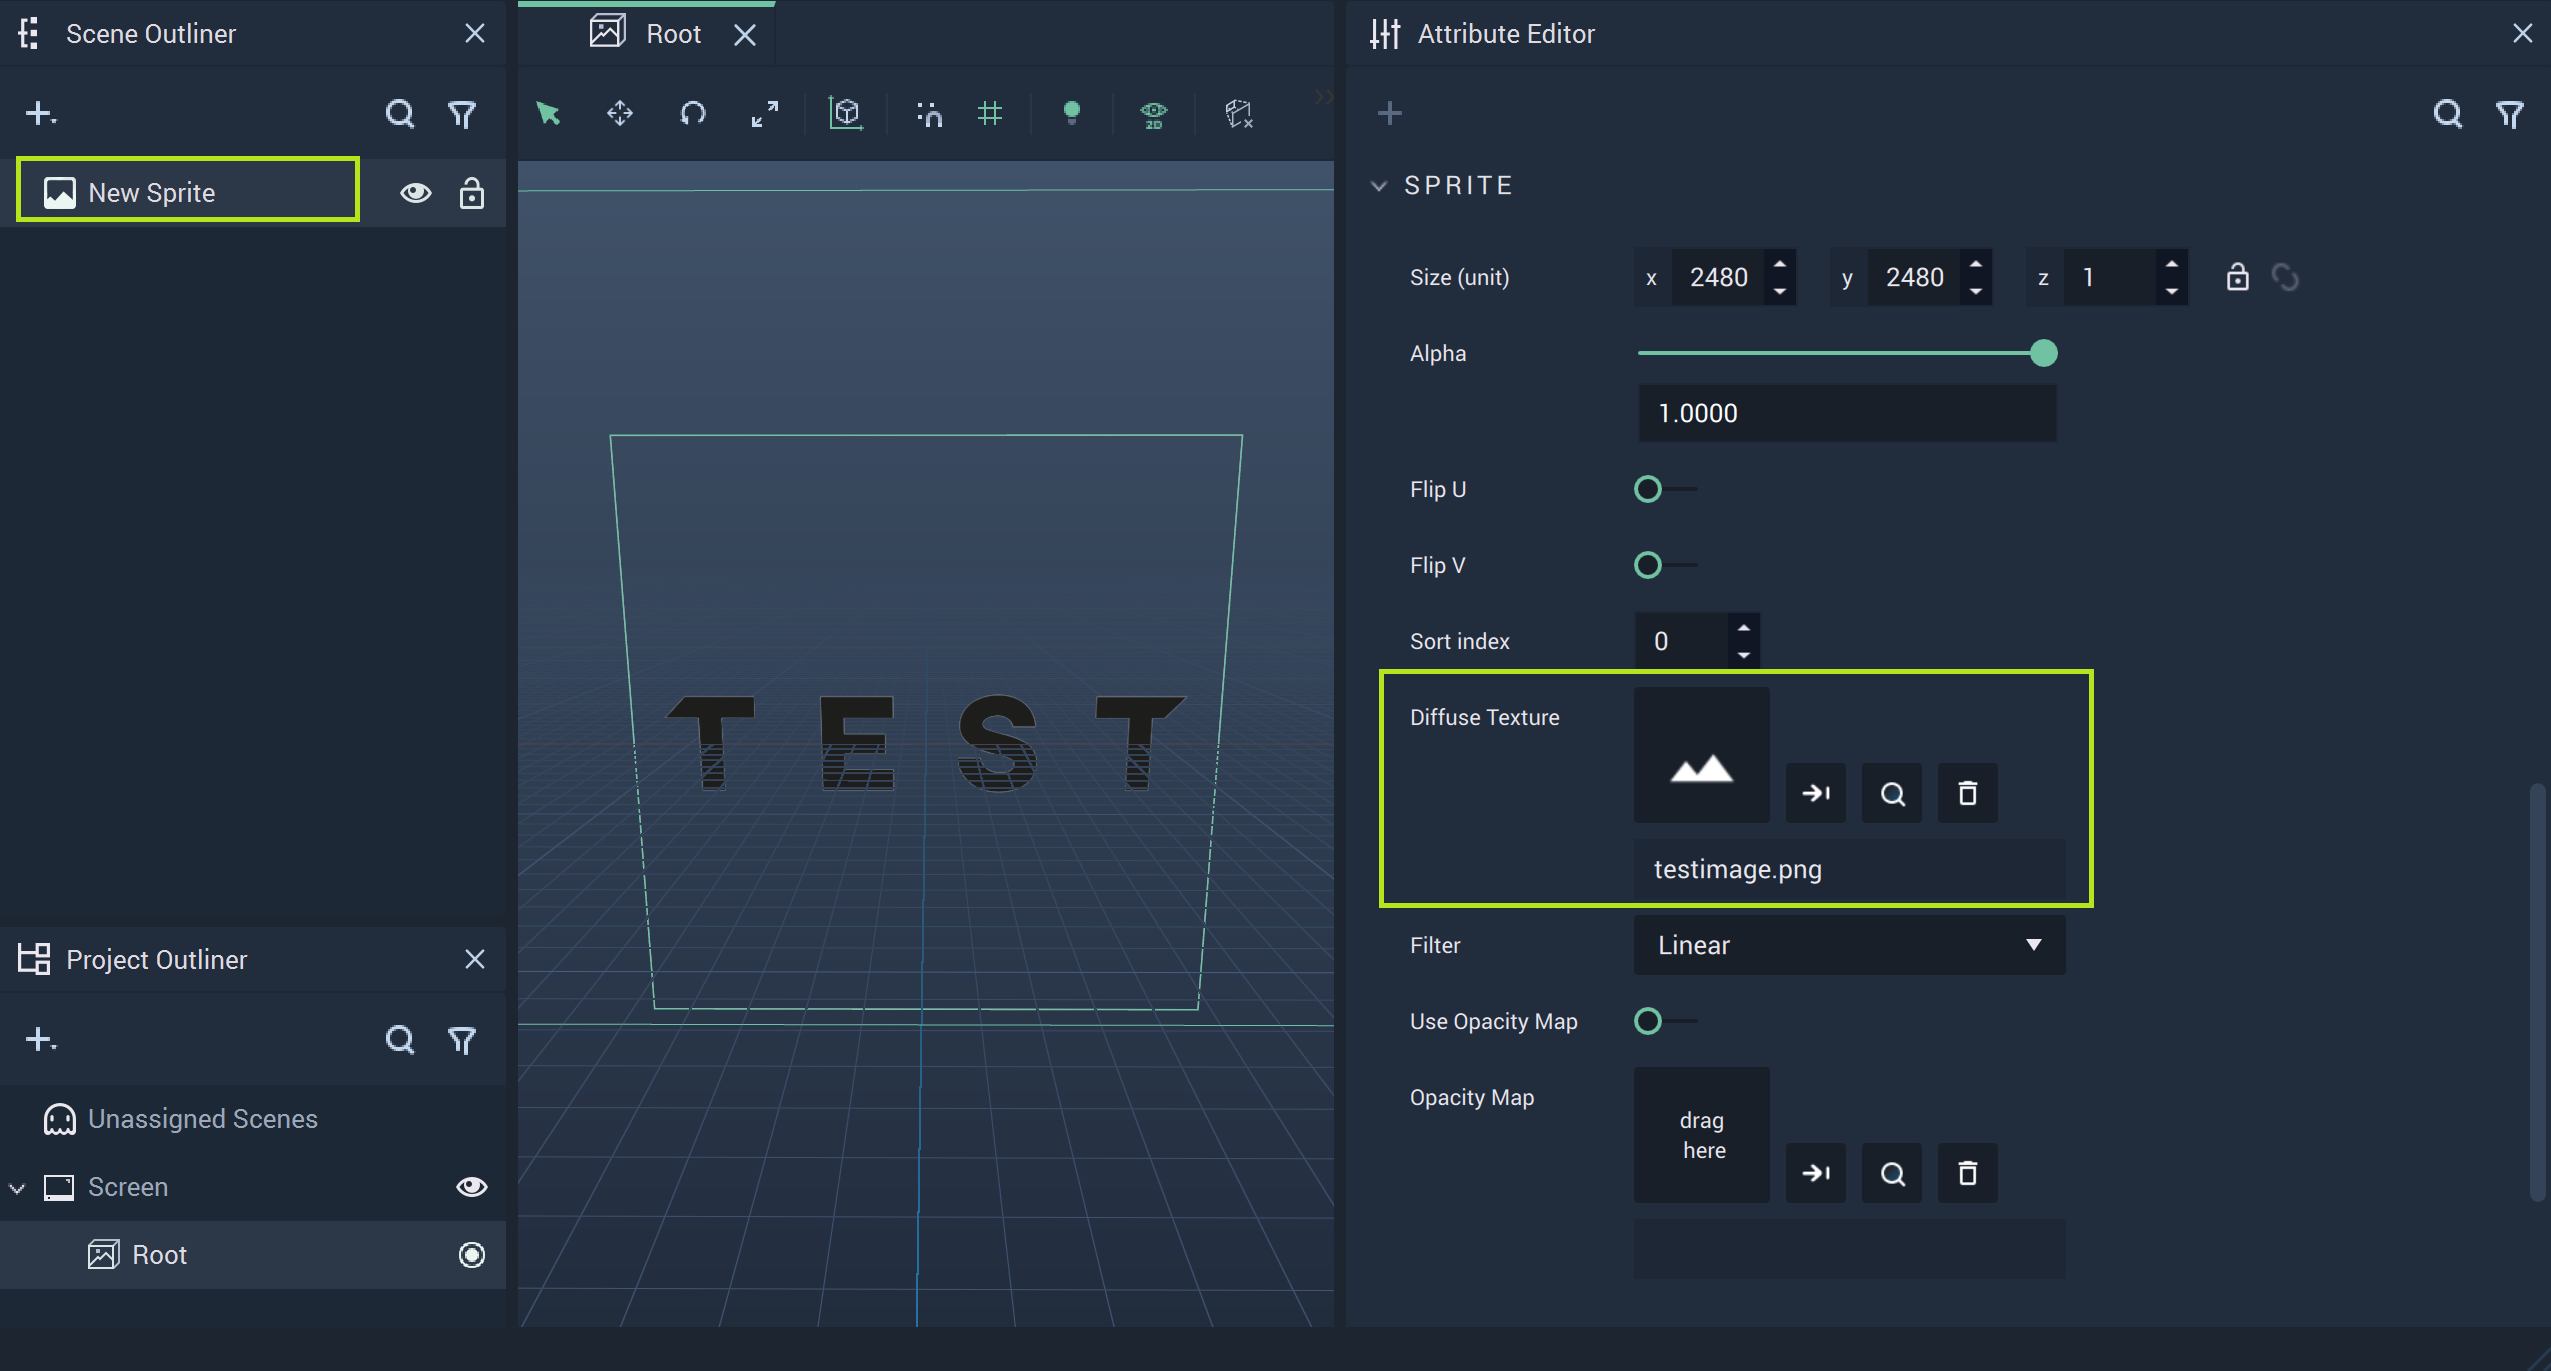 Scene Outliner
New Sprite
Project Outliner
Unassigned Scenes
Screen
Root
Root
2D
TEST
Attribute Editor
SPRITE
Size (unit) x 2480 y 2480 z 1
Alpha
1.0000
Flip U
Flip V
Sort index 0
Diffuse Texture
testimage.png
Filter Linear
Use Opacity Map
Opacity Map
drag
here